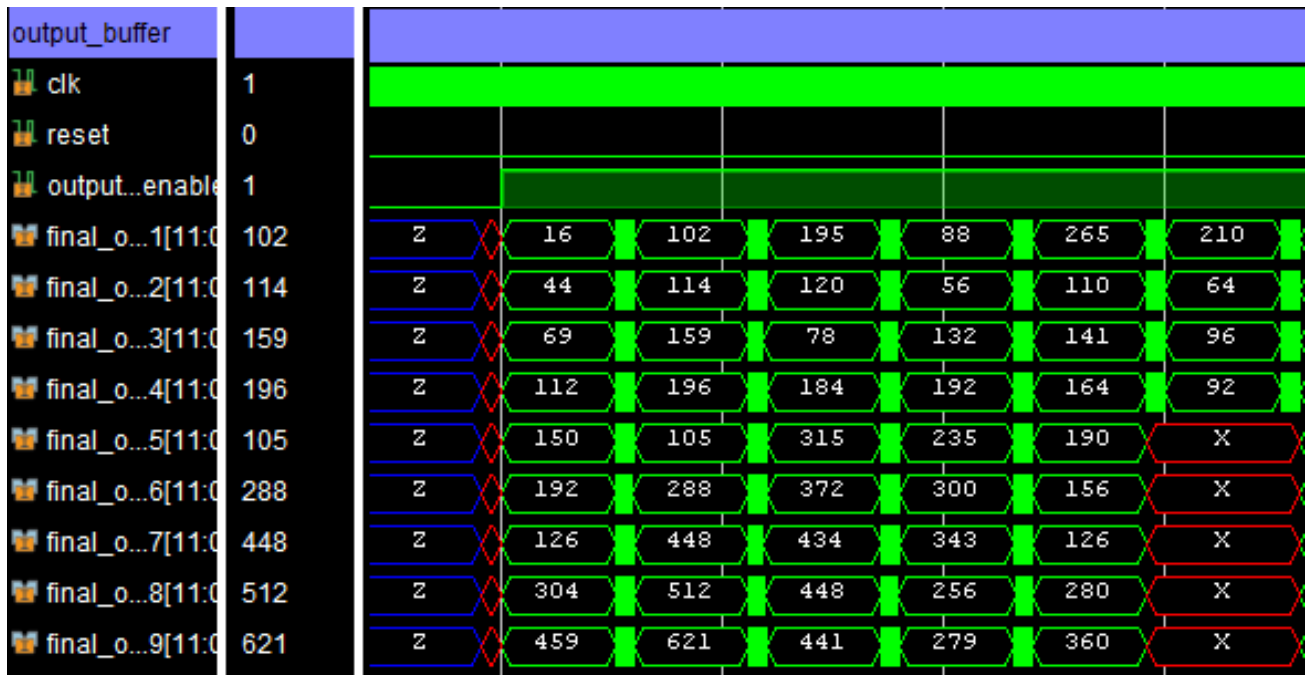 output_buffer
clk 1
reset 0
output...enable 1
final_o...1[11:0 102 Z 16 102 195 88 265 210
final_o...2[11:0 114 Z 44 114 120 56 110 64
final_o...3[11:0 159 Z 69 159 78 132 141 96
final_o...4[11:0 196 Z 112 196 184 192 164 92
final_o...5[11:0 105 Z 150 105 315 235 190 X
final_o...6[11:0 288 Z 192 288 372 300 156 X
final_o...7[11:0 448 Z 126 448 434 343 126 X
final_o...8[11:0 512 Z 304 512 448 256 280 X
final_o...9[11:0 621 Z 459 621 441 279 360 X